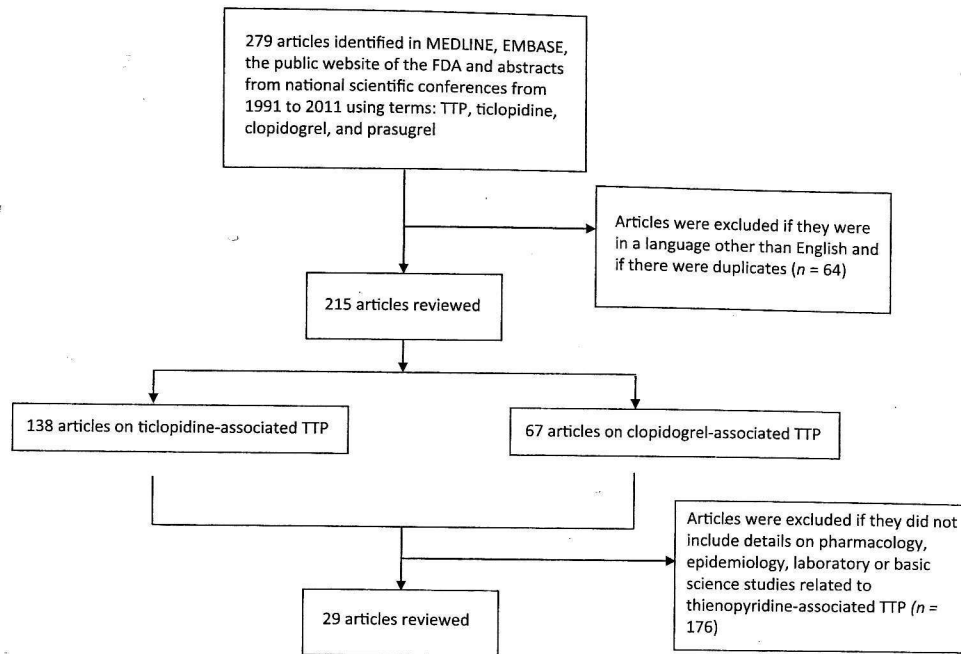 279 articles identified in MEDLINE, EMBASE,
the public website of the FDA and abstracts
from national scientific conferences from
1991 to 2011 using terms: TTP, ticlopidine,
clopidogrel, and prasugrel
Articles were excluded if they were
in a language other than English and
if there were duplicates (n = 64)
215 articles reviewed
138 articles on ticlopidine-associated TTP
67 articles on clopidogrel-associated TTP
Articles were excluded if they did not
include details on pharmacology,
epidemiology, laboratory or basic
science studies related to
thienopyridine-associated TTP (n =
176)
29 articles reviewed